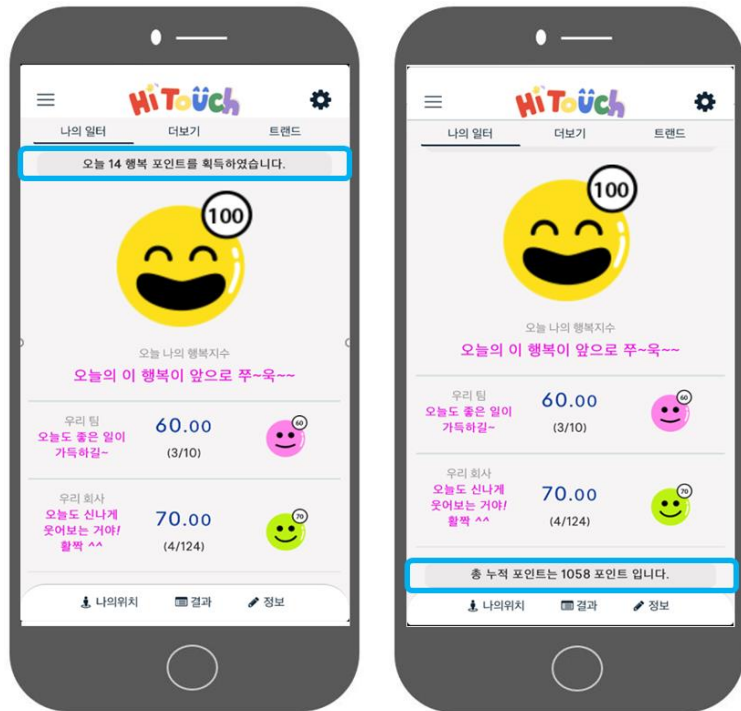 Hi Touch
나의 일터 더보기 트랜드
오늘 14 행복 포인트를 획득하였습니다.
100
오늘 나의 행복지수
오늘의 이 행복이 앞으로 쭈~욱~~
우리 팀
오늘도 좋은 일이
가득하길~
60.00
(3/10)
60
우리 회사
오늘도 신나게
웃어보는 거야!
활짝 ^^
70.00
(4/124)
70
나의위치 결과 정보
Hi Touch
나의 일터 더보기 트랜드
100
오늘 나의 행복지수
오늘의 이 행복이 앞으로 쭈~욱~~
우리 팀
오늘도 좋은 일이
가득하길~
60.00
(3/10)
60
우리 회사
오늘도 신나게
웃어보는 거야!
활짝 ^^
70.00
(4/124)
70
총 누적 포인트는 1058 포인트 입니다.
나의위치 결과 정보